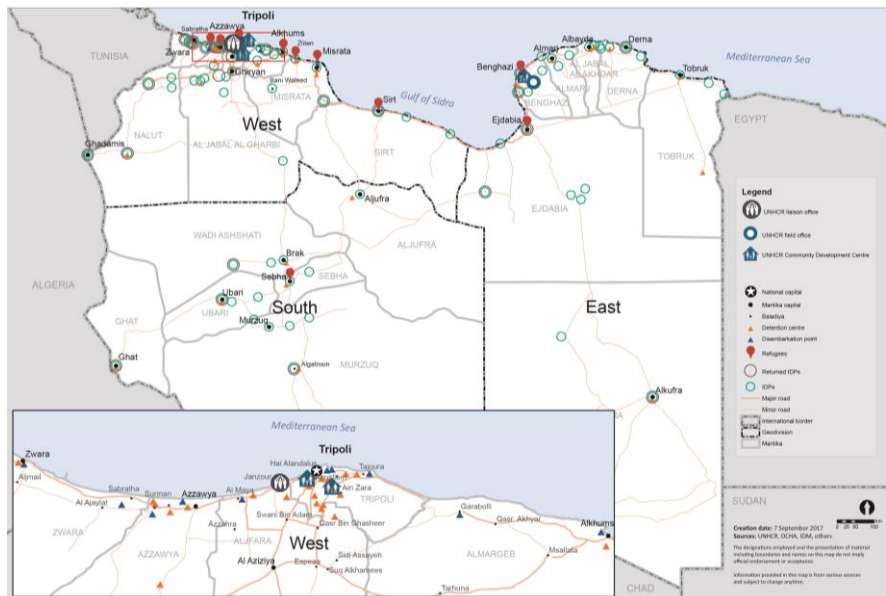 Tripoli
Sabratha
Azzawya
Zwara
Alkhums
Zliten
Misrata
Ghiryan
Bani Waleed
MISRATA
TUNISIA
West
NALUT
AL JABAL AL GHARBI
Ghadamis
Sirt
SIRT
Gulf of Sidra
Mediterranean Sea
Benghazi
Almarj
Albayda
Derna
AL JABAL
AL AKHDAR
ALMARJ
DERNA
BENGHAZI
Tobruk
Ejdabia
TOBRUK
EGYPT
EJDABIA
Aljufra
ALJUFRA
WADI ASHSHATI
Brak
Sebha
SEBHA
ALGERIA
Ubari
UBARI
South
Murzuq
GHAT
Ghat
MURZUQ
Algatroun
East
Alkufra
Legend
UNHCR liaison office
UNHCR field office
UNHCR Community Development Centre
National capital
Mantika capital
Baladiya
Detention centre
Disembarkation point
Refugees
Returned IDPs
IDPs
Major road
Minor road
International border
Geodivision
Mantika
Mediterranean Sea
Tripoli
Zwara
Hai Alandalus
Janzour
Tajoura
Ain Zara
Aljmail
Sabratha
Surman
Azzawya
Al Maya
Al Ajaylat
TRIPOLI
Garabolli
Swani Bin Adam
Qasr Bin Ghasheer
Qasr Akhyar
Alkhums
ZWARA
Azzahra
ALJFARA
West
AZZAWYA
Al Aziziya
Espeaa
Sidi Assayeh
Suq Alkhamees
ALMARGEB
Msallata
Tarhuna
SUDAN
CHAD
Creation date: 7 September 2017
Sources: UNHCR, OCHA, IOM, others
The designations employed and the presentation of material
including boundaries and names on this map do not imply
official endorsement or acceptance.
Information provided in this map is from various sources
and subject to change anytime.